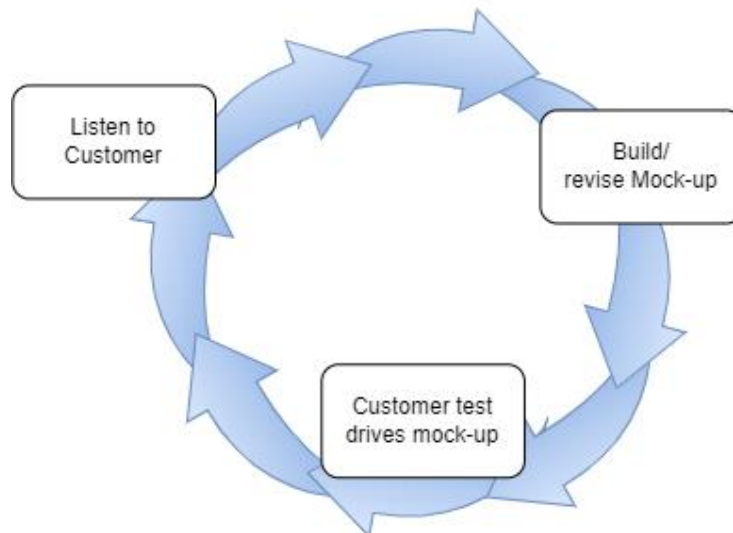 Listen to
Customer
Build/
revise Mock-up
Customer test
drives mock-up